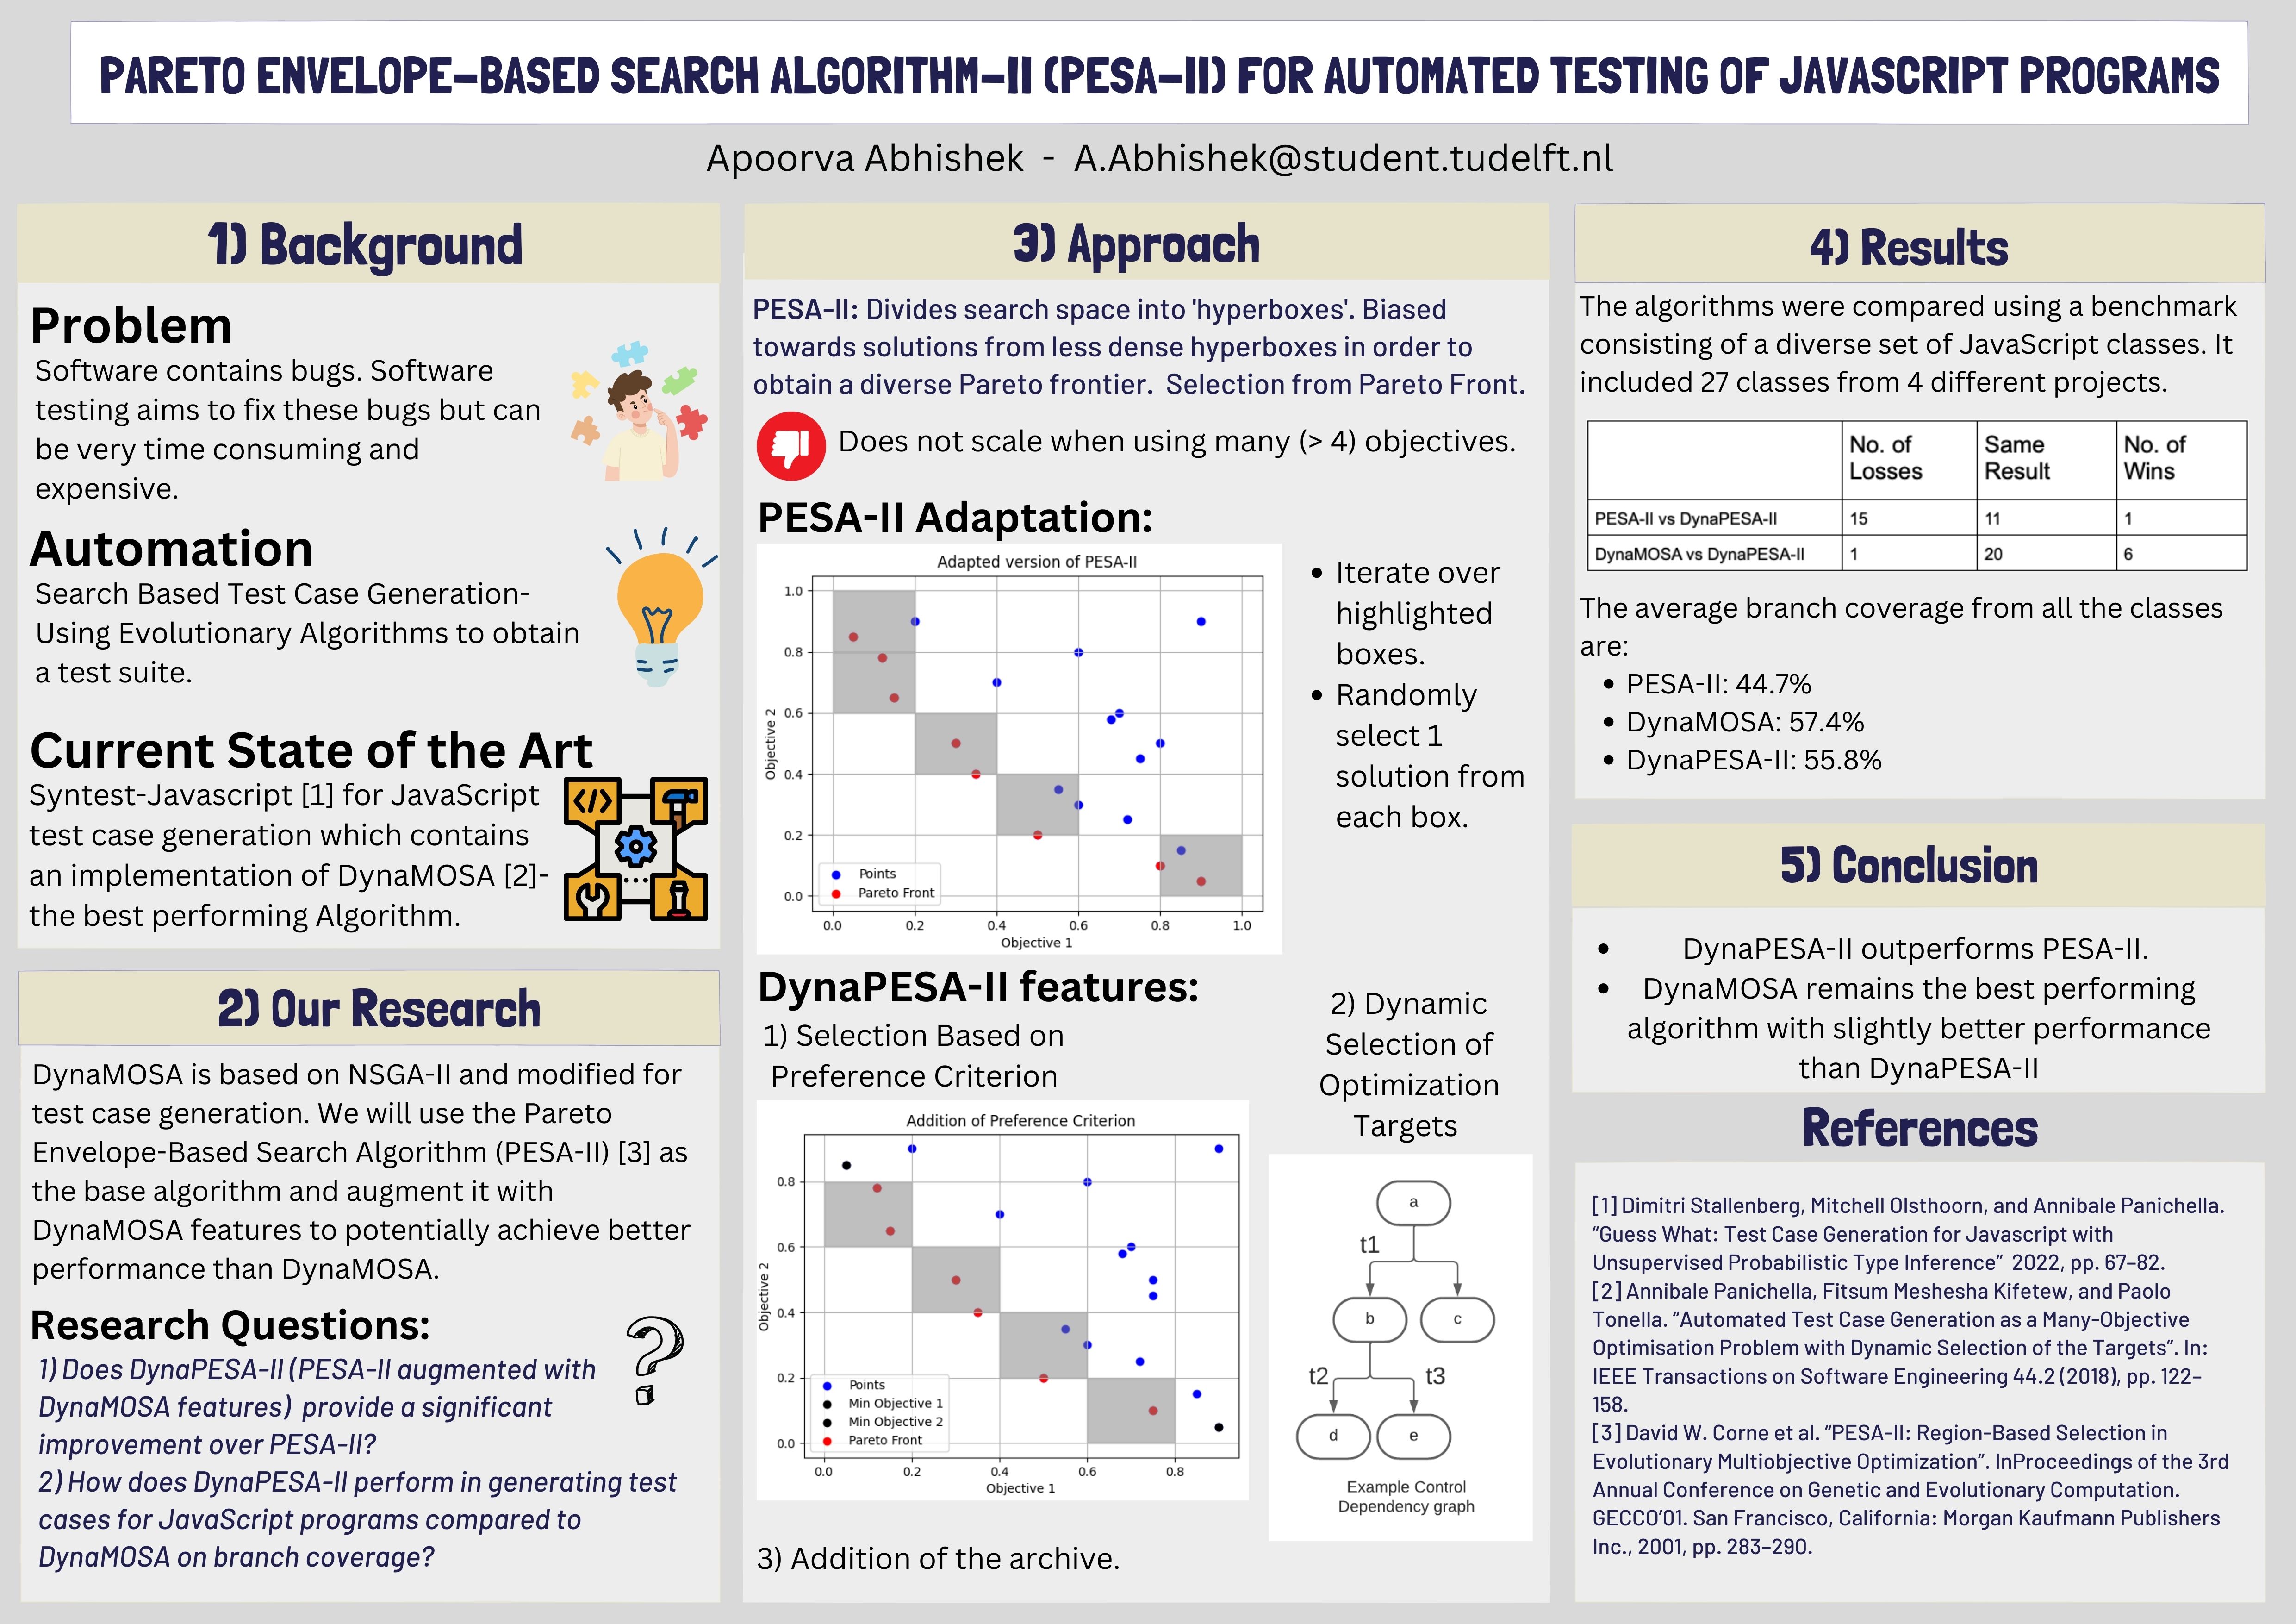 PARETO ENVELOPE-BASED SEARCH ALGORITHM-II (PESA-II) FOR AUTOMATED TESTING OF JAVASCRIPT PROGRAMS
Apoorva Abhishek - A.Abhishek@student.tudelft.nl
1) Background
Problem
Software contains bugs. Software
testing aims to fix these bugs but can
be very time consuming and
expensive.
Automation
Search Based Test Case Generation-
Using Evolutionary Algorithms to obtain
a test suite.
Current State of the Art
Syntest-Javascript [1] for JavaScript
test case generation which contains
an implementation of DynaMOSA [2]-
the best performing Algorithm.
</>
2) Our Research
DynaMOSA is based on NSGA-II and modified for
test case generation. We will use the Pareto
Envelope-Based Search Algorithm (PESA-II) [3] as
the base algorithm and augment it with
DynaMOSA features to potentially achieve better
performance than DynaMOSA.
Research Questions:
?
1) Does DynaPESA-II (PESA-II augmented with
DynaMOSA features) provide a significant
improvement over PESA-II?
2) How does DynaPESA-II perform in generating test
cases for JavaScript programs compared to
DynaMOSA on branch coverage?
3) Approach
PESA-II: Divides search space into 'hyperboxes'. Biased
towards solutions from less dense hyperboxes in order to
obtain a diverse Pareto frontier. Selection from Pareto Front.
Does not scale when using many (> 4) objectives.
PESA-II Adaptation:
Adapted version of PESA-II
1.0
0.8
0.6
0.4
0.2
0.0
Objective 2
Points
Pareto Front
0.0 0.2 0.4 0.6 0.8 1.0
Objective 1
• Iterate over
highlighted
boxes.
• Randomly
select 1
solution from
each box.
DynaPESA-II features:
1) Selection Based on
Preference Criterion
Addition of Preference Criterion
0.8
0.6
0.4
0.2
0.0
Objective 2
Points
Min Objective 1
Min Objective 2
Pareto Front
0.0 0.2 0.4 0.6 0.8
Objective 1
2) Dynamic
Selection of
Optimization
Targets
a
t1
b c
t2 t3
d e
Example Control
Dependency graph
3) Addition of the archive.
4) Results
The algorithms were compared using a benchmark
consisting of a diverse set of JavaScript classes. It
included 27 classes from 4 different projects.
No. of Losses Same Result No. of Wins
PESA-II vs DynaPESA-II 15 11 1
DynaMOSA vs DynaPESA-II 1 20 6
The average branch coverage from all the classes
are:
• PESA-II: 44.7%
• DynaMOSA: 57.4%
• DynaPESA-II: 55.8%
5) Conclusion
• DynaPESA-II outperforms PESA-II.
• DynaMOSA remains the best performing
algorithm with slightly better performance
than DynaPESA-II
References
[1] Dimitri Stallenberg, Mitchell Olsthoorn, and Annibale Panichella.
“Guess What: Test Case Generation for Javascript with
Unsupervised Probabilistic Type Inference” 2022, pp. 67–82.
[2] Annibale Panichella, Fitsum Meshesha Kifetew, and Paolo
Tonella. “Automated Test Case Generation as a Many-Objective
Optimisation Problem with Dynamic Selection of the Targets”. In:
IEEE Transactions on Software Engineering 44.2 (2018), pp. 122–
158.
[3] David W. Corne et al. “PESA-II: Region-Based Selection in
Evolutionary Multiobjective Optimization”. InProceedings of the 3rd
Annual Conference on Genetic and Evolutionary Computation.
GECCO’01. San Francisco, California: Morgan Kaufmann Publishers
Inc., 2001, pp. 283–290.